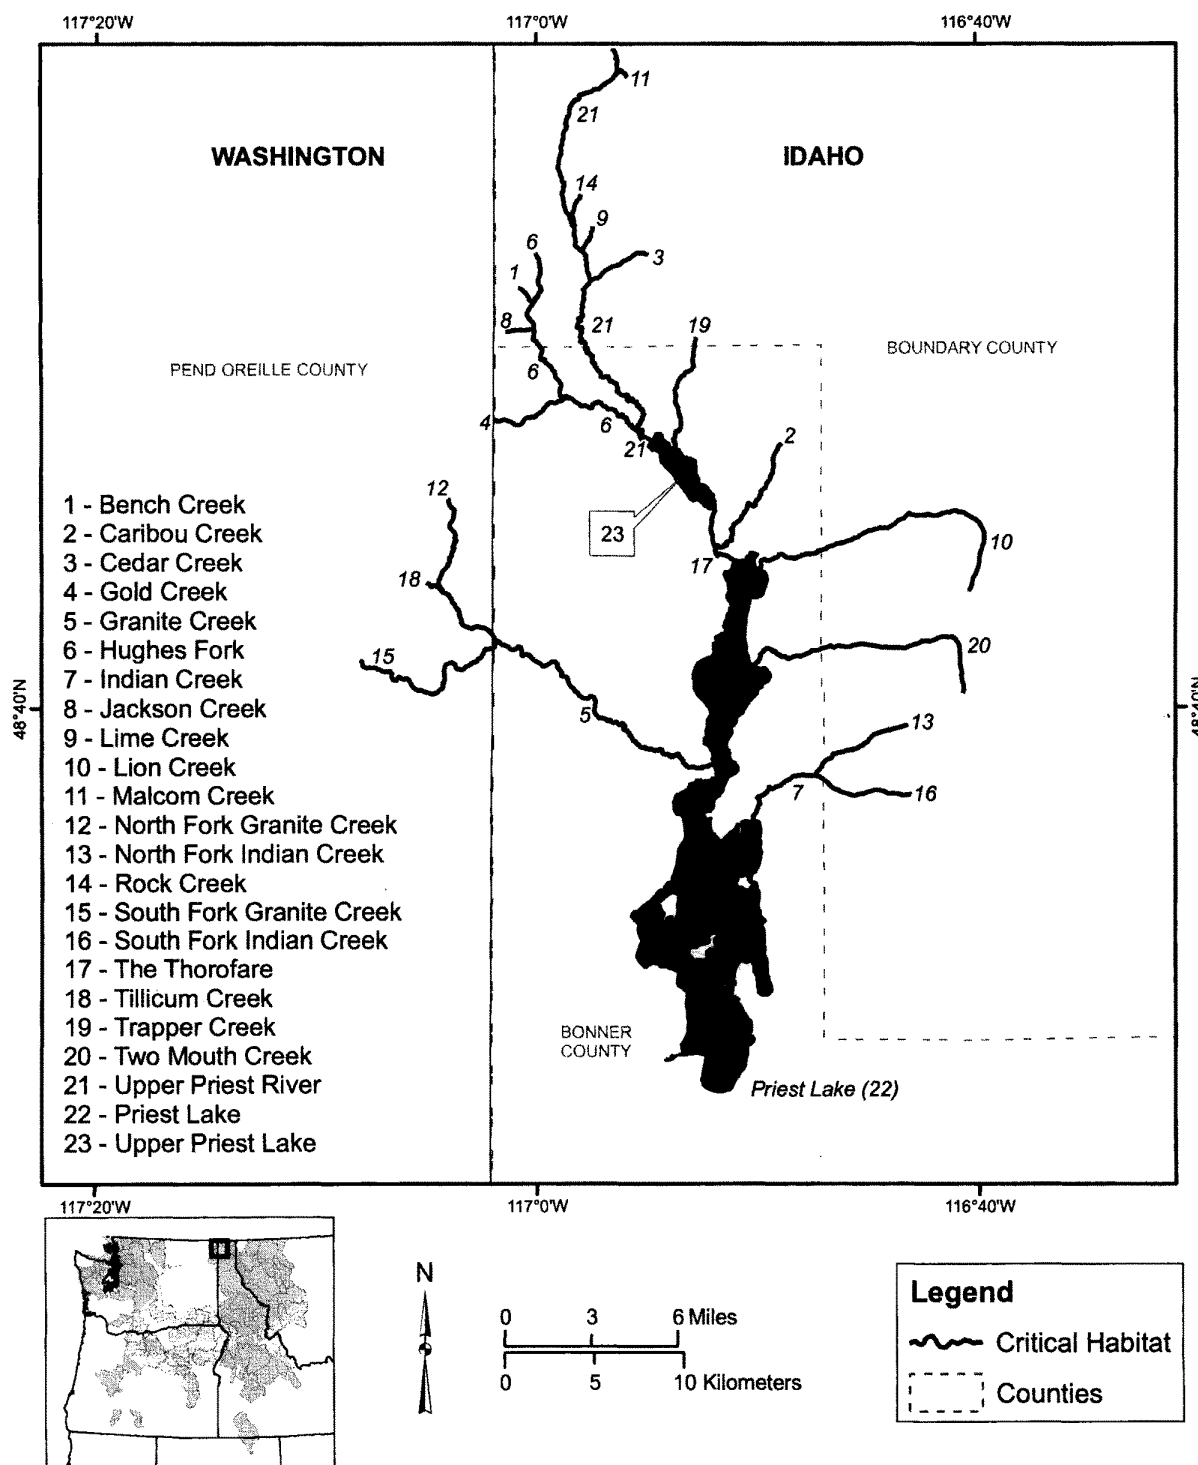 117°20'W 117°0'W 116°40'W
11
21
WASHINGTON IDAHO
14
9
6
3
1
8 21 19
PEND OREILLE COUNTY BOUNDARY COUNTY
6
4 6
21 2
12
23
10
17
18
15 20
48°40'N 48°40'N
5 13
7 16
1 - Bench Creek
2 - Caribou Creek
3 - Cedar Creek
4 - Gold Creek
5 - Granite Creek
6 - Hughes Fork
7 - Indian Creek
8 - Jackson Creek
9 - Lime Creek
10 - Lion Creek
11 - Malcom Creek
12 - North Fork Granite Creek
13 - North Fork Indian Creek
14 - Rock Creek
15 - South Fork Granite Creek
16 - South Fork Indian Creek
17 - The Thorofare
18 - Tillicum Creek
19 - Trapper Creek
20 - Two Mouth Creek
21 - Upper Priest River
22 - Priest Lake
23 - Upper Priest Lake
BONNER
COUNTY
Priest Lake (22)
117°20'W 117°0'W 116°40'W
N
0 3 6 Miles
0 5 10 Kilometers
Legend
Critical Habitat
Counties